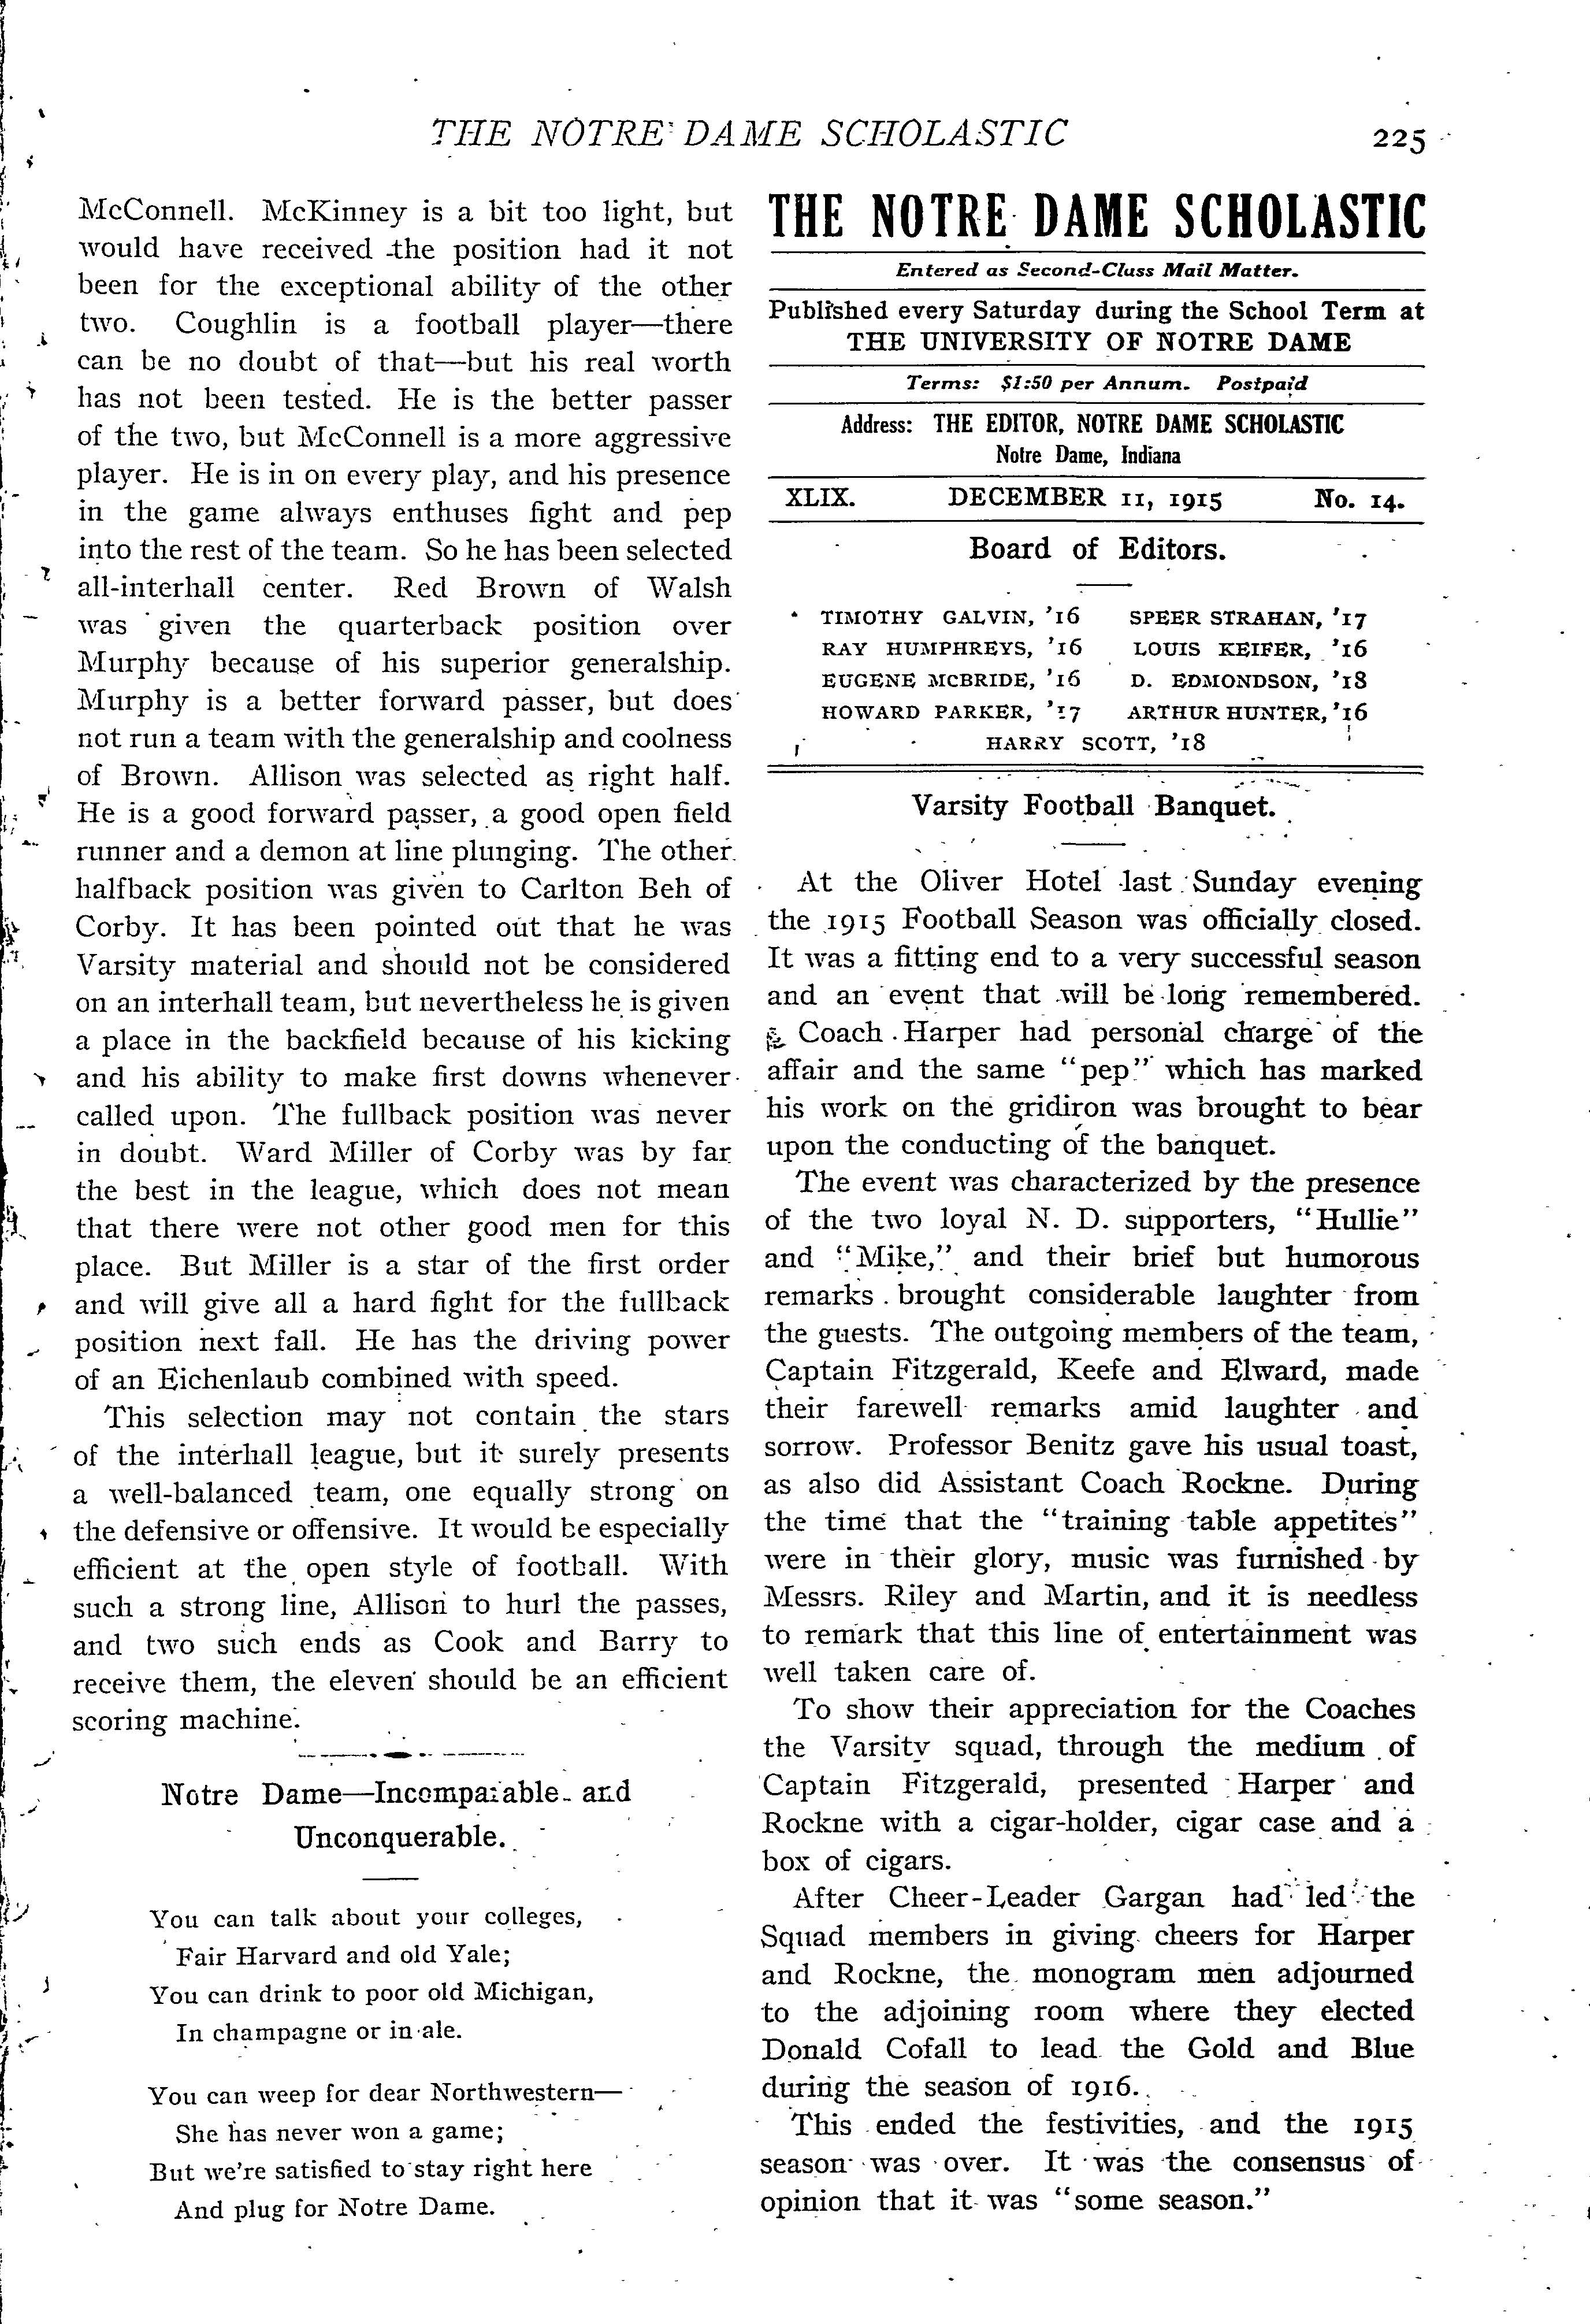 THE NOTRE DAME SCHOLASTIC 225
McConnell. McKinney is a bit too light, but
would have received the position had it not
been for the exceptional ability of the other
two. Coughlin is a football player—there
can be no doubt of that—but his real worth
has not been tested. He is the better passer
of the two, but McConnell is a more aggressive
player. He is in on every play, and his presence
in the game always enthuses fight and pep
into the rest of the team. So he has been selected
all-interhall center. Red Brown of Walsh
was given the quarterback position over
Murphy because of his superior generalship.
Murphy is a better forward passer, but does
not run a team with the generalship and coolness
of Brown. Allison was selected as right half.
He is a good forward passer, a good open field
runner and a demon at line plunging. The other
halfback position was given to Carlton Beh of
Corby. It has been pointed out that he was
Varsity material and should not be considered
on an interhall team, but nevertheless he is given
a place in the backfield because of his kicking
and his ability to make first downs whenever
called upon. The fullback position was never
in doubt. Ward Miller of Corby was by far
the best in the league, which does not mean
that there were not other good men for this
place. But Miller is a star of the first order
and will give all a hard fight for the fullback
position next fall. He has the driving power
of an Eichenlaub combined with speed.
This selection may not contain the stars
of the interhall league, but it surely presents
a well-balanced team, one equally strong on
the defensive or offensive. It would be especially
efficient at the open style of football. With
such a strong line, Allison to hurl the passes,
and two such ends as Cook and Barry to
receive them, the eleven should be an efficient
scoring machine.
Notre Dame—Incomparable and
Unconquerable.
You can talk about your colleges,
Fair Harvard and old Yale;
You can drink to poor old Michigan,
In champagne or in ale.
You can weep for dear Northwestern—
She has never won a game;
But we're satisfied to stay right here
And plug for Notre Dame.
THE NOTRE DAME SCHOLASTIC
Entered as Second-Class Mail Matter.
Published every Saturday during the School Term at
THE UNIVERSITY OF NOTRE DAME
Terms: $1:50 per Annum. Postpaid
Address: THE EDITOR, NOTRE DAME SCHOLASTIC
Notre Dame, Indiana
XLIX. DECEMBER 11, 1915 No. 14.
Board of Editors.
TIMOTHY GALVIN, '16 SPEER STRAHAN, '17
RAY HUMPHREYS, '16 LOUIS KEIFER, '16
EUGENE MCBRIDE, '16 D. EDMONDSON, '18
HOWARD PARKER, '17 ARTHUR HUNTER, '16
HARRY SCOTT, '18
Varsity Football Banquet.
At the Oliver Hotel last Sunday evening
the 1915 Football Season was officially closed.
It was a fitting end to a very successful season
and an event that will be long remembered.
Coach Harper had personal charge of the
affair and the same "pep" which has marked
his work on the gridiron was brought to bear
upon the conducting of the banquet.
The event was characterized by the presence
of the two loyal N. D. supporters, "Hullie"
and "Mike," and their brief but humorous
remarks brought considerable laughter from
the guests. The outgoing members of the team,
Captain Fitzgerald, Keefe and Elward, made
their farewell remarks amid laughter and
sorrow. Professor Benitz gave his usual toast,
as also did Assistant Coach Rockne. During
the time that the "training table appetites"
were in their glory, music was furnished by
Messrs. Riley and Martin, and it is needless
to remark that this line of entertainment was
well taken care of.
To show their appreciation for the Coaches
the Varsity squad, through the medium of
Captain Fitzgerald, presented Harper and
Rockne with a cigar-holder, cigar case and a
box of cigars.
After Cheer-Leader Gargan had led the
Squad members in giving cheers for Harper
and Rockne, the monogram men adjourned
to the adjoining room where they elected
Donald Cofall to lead the Gold and Blue
during the season of 1916.
This ended the festivities, and the 1915
season was over. It was the consensus of
opinion that it was "some season."